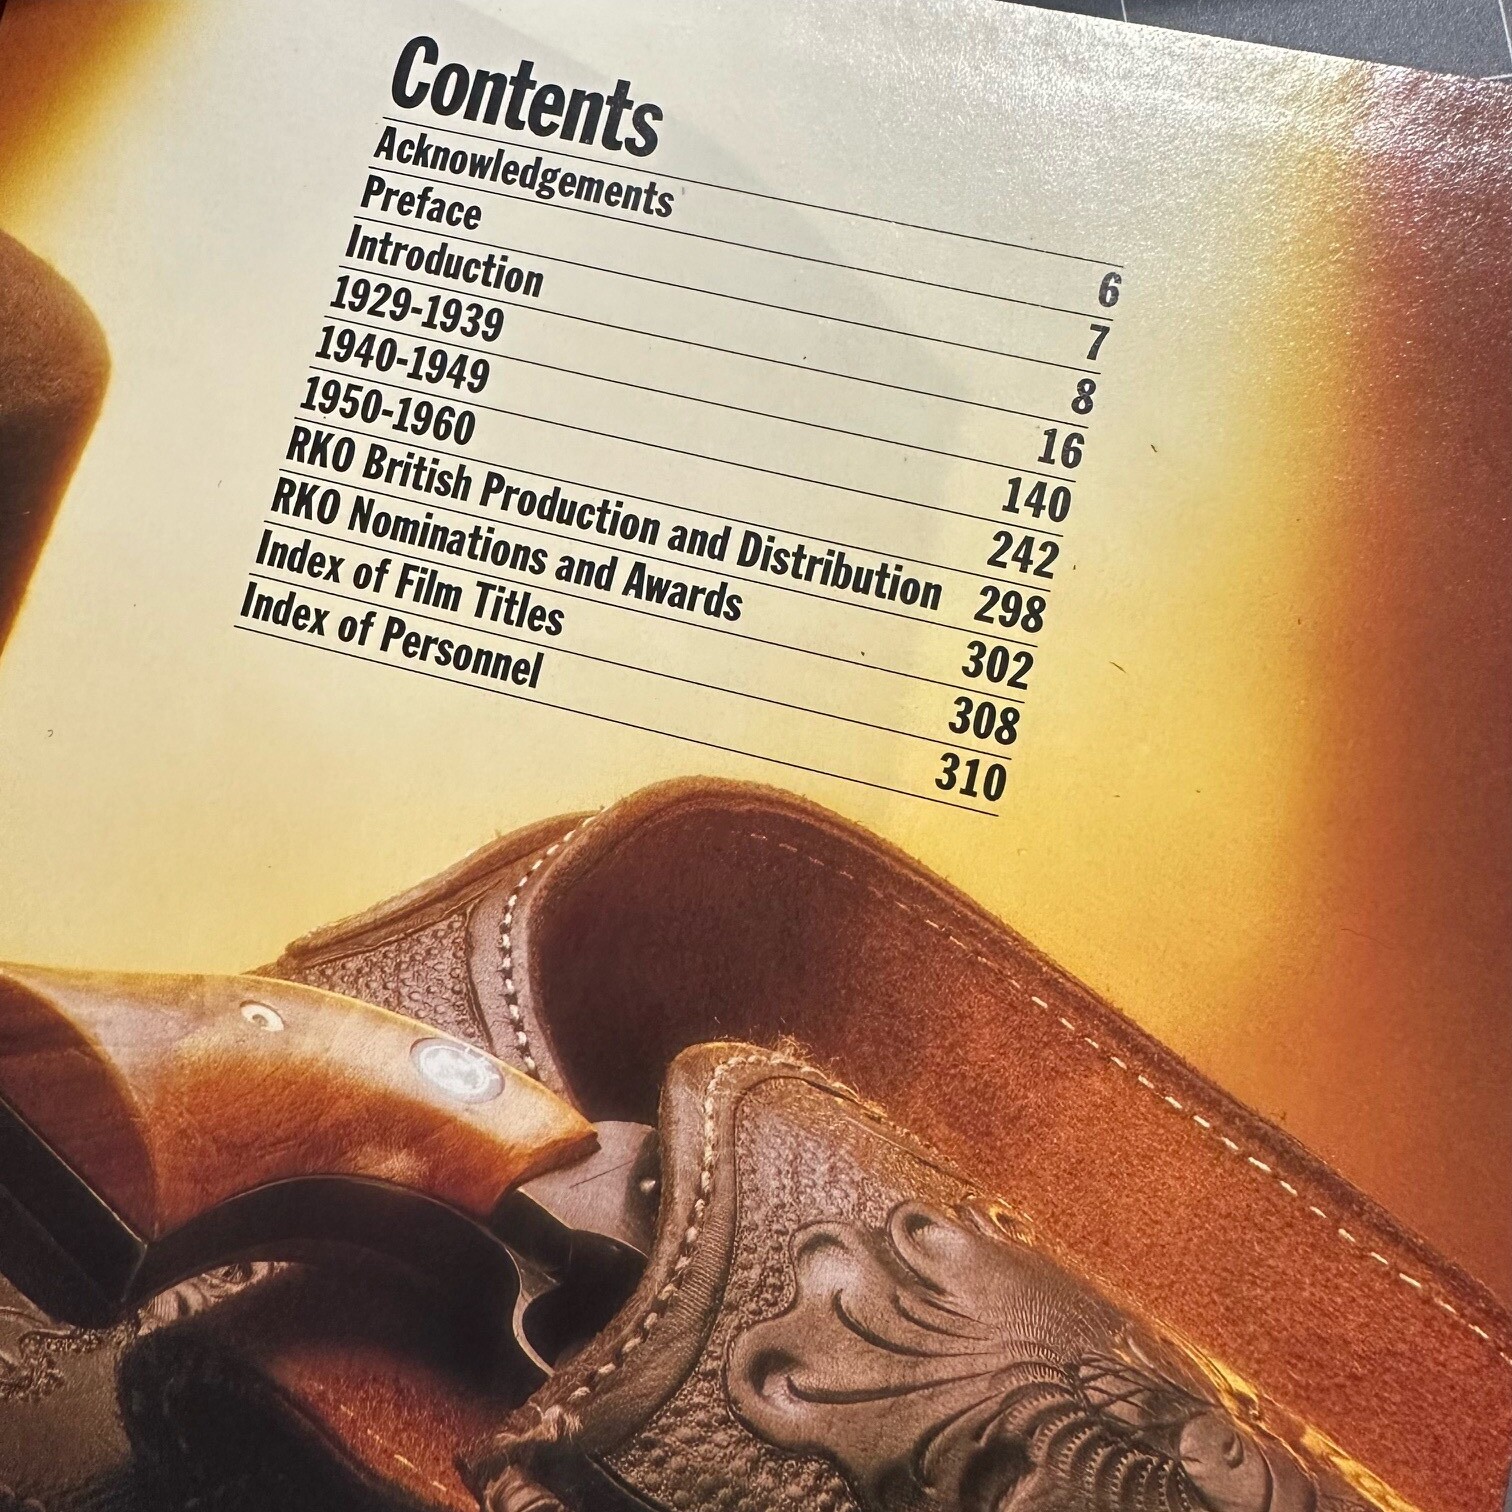 Contents
Acknowledgements 6
Preface 7
Introduction 8
1929-1939 16
1940-1949 140
1950-1960 242
RKO British Production and Distribution 298
RKO Nominations and Awards 302
Index of Film Titles 308
Index of Personnel 310